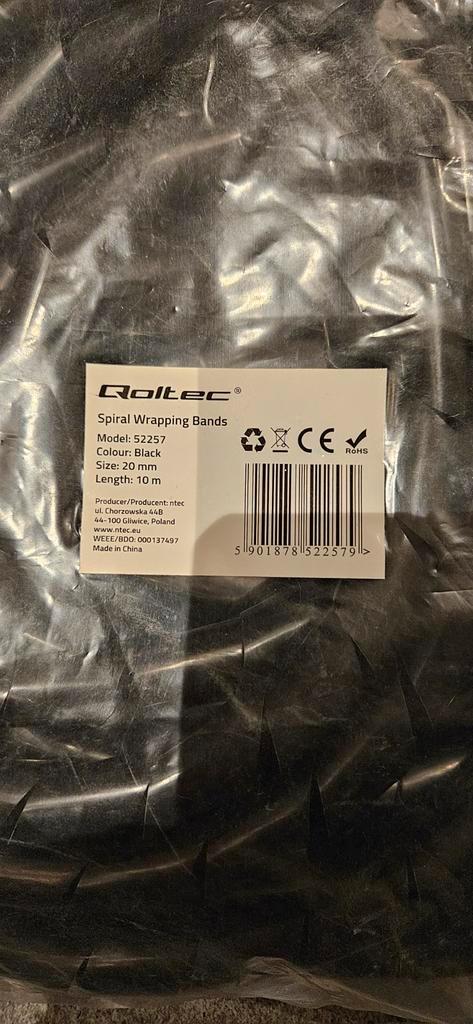 Qoltec®
Spiral Wrapping Bands
Model: 52257
Colour: Black
Size: 20 mm
Length: 10 m
CE
RoHS
Producer/Producent: ntec
ul. Chorzowska 44B
44-100 Gliwice, Poland
www.ntec.eu
WEEE/BDO: 000137497
Made in China
5 901878 522579 >